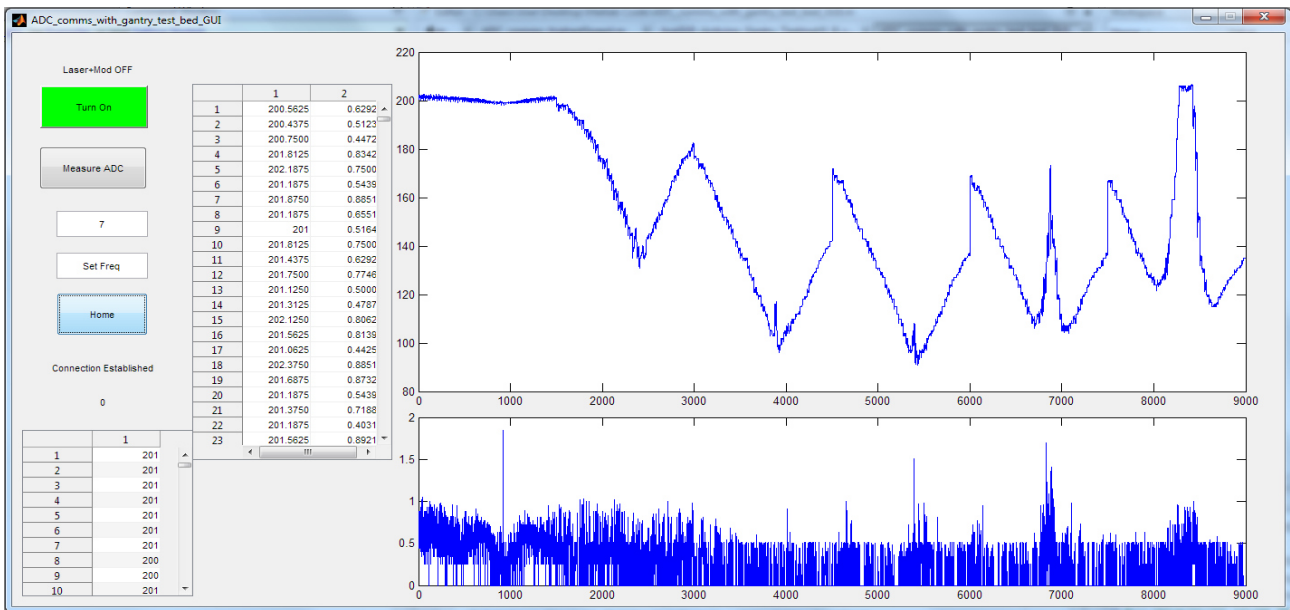 ADC_comms_with_gantry_test_bed_GUI
Laser+Mod OFF
Turn On
Measure ADC
7
Set Freq
Home
Connection Established
0
1
1 201
2 201
3 201
4 201
5 201
6 201
7 201
8 200
9 200
10 201
1 2
1 200.5625 0.6292
2 200.4375 0.5123
3 200.7500 0.4472
4 201.8125 0.8342
5 202.1875 0.7500
6 201.1875 0.5439
7 201.8750 0.8851
8 201.1875 0.6551
9 201 0.5164
10 201.8125 0.7500
11 201.4375 0.6292
12 201.7500 0.7746
13 201.1250 0.5000
14 201.3125 0.4787
15 202.1250 0.8062
16 201.5625 0.8139
17 201.0625 0.4425
18 202.3750 0.8851
19 201.6875 0.8732
20 201.1875 0.5439
21 201.3750 0.7188
22 201.1875 0.4031
23 201.5625 0.8921
220
200
180
160
140
120
100
80
0 1000 2000 3000 4000 5000 6000 7000 8000 9000
2
1.5
1
0.5
0
0 1000 2000 3000 4000 5000 6000 7000 8000 9000